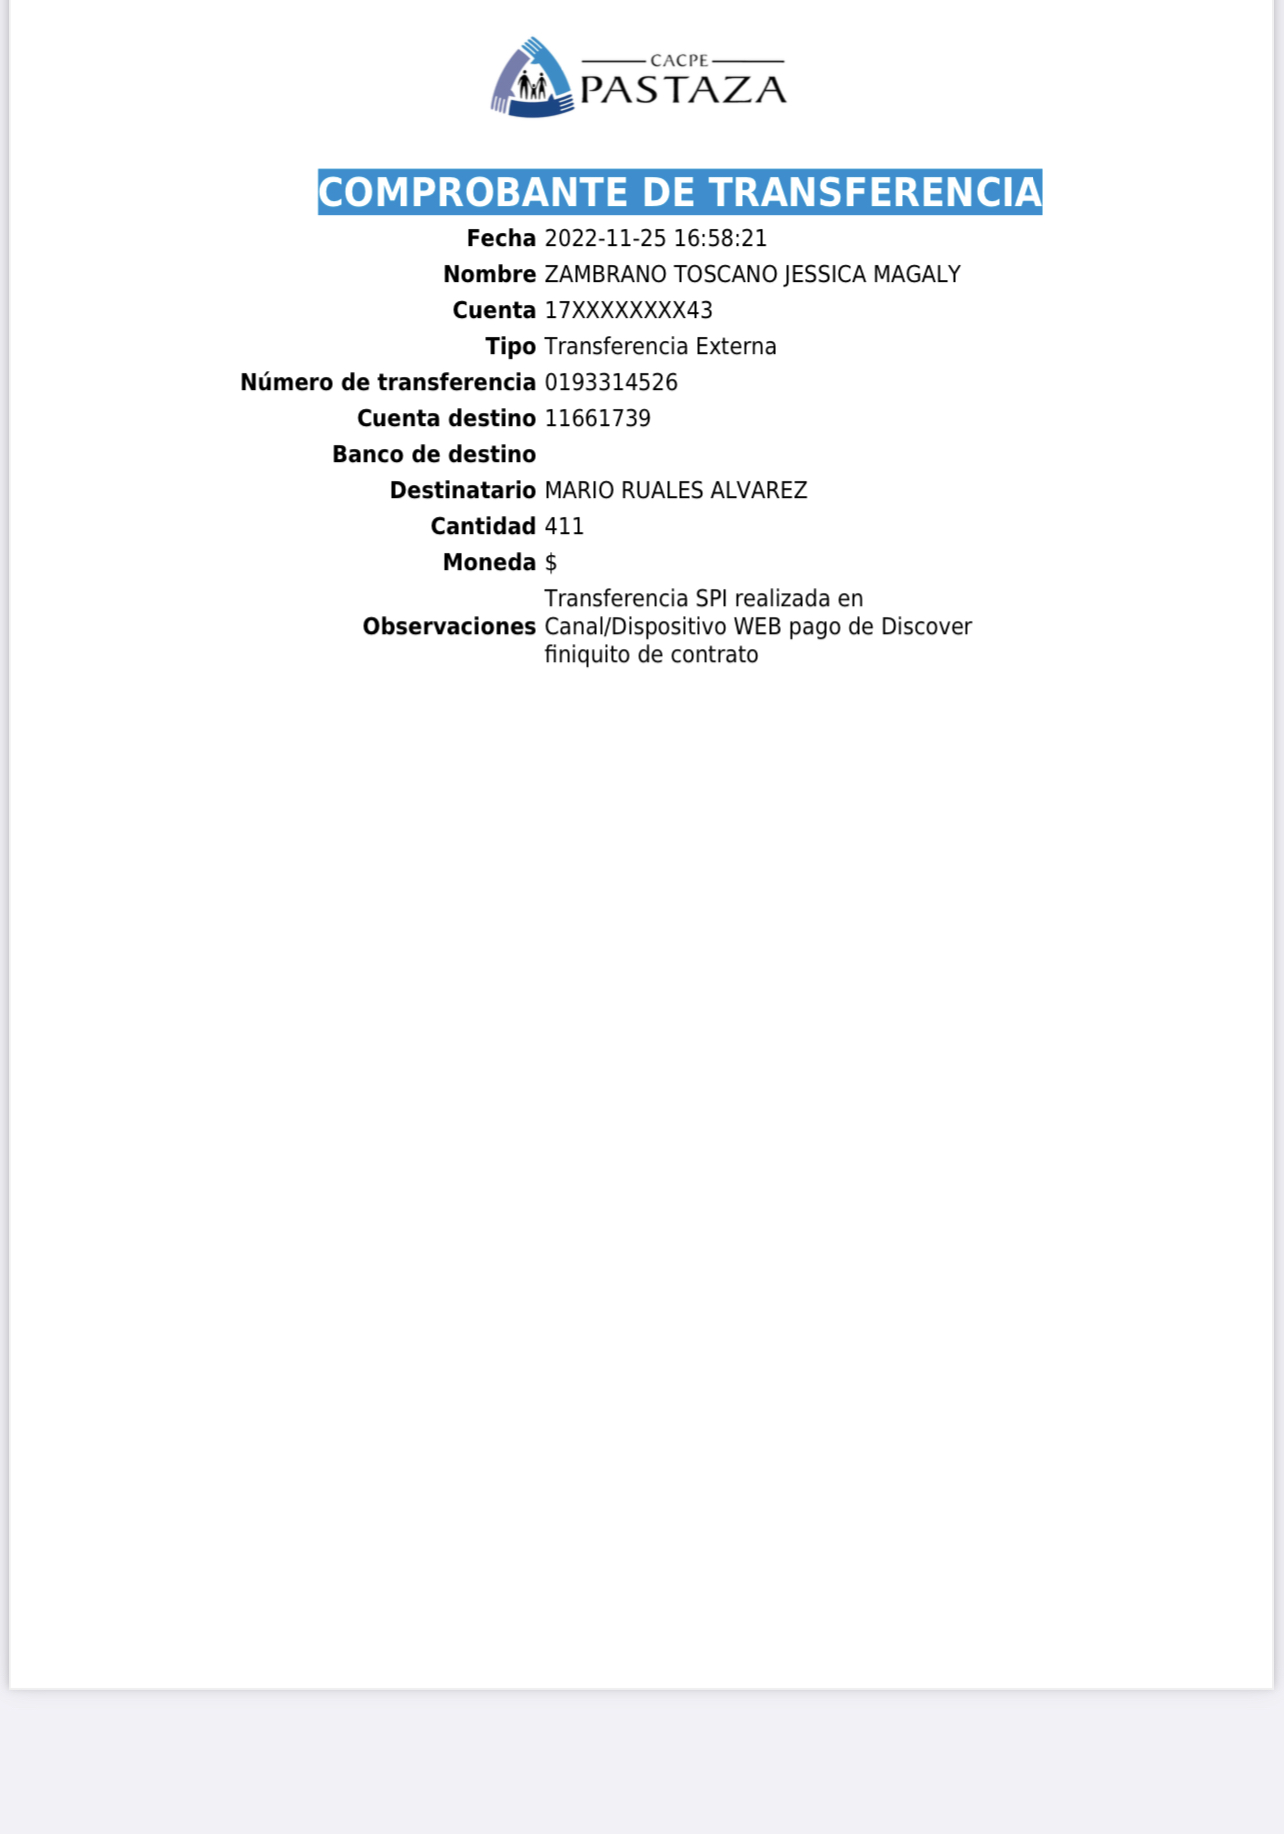 CACPE
PASTAZA
COMPROBANTE DE TRANSFERENCIA
Fecha 2022-11-25 16:58:21
Nombre ZAMBRANO TOSCANO JESSICA MAGALY
Cuenta 17XXXXXXXX43
Tipo Transferencia Externa
Número de transferencia 0193314526
Cuenta destino 11661739
Banco de destino
Destinatario MARIO RUALES ALVAREZ
Cantidad 411
Moneda $
Transferencia SPI realizada en
Observaciones Canal/Dispositivo WEB pago de Discover
finiquito de contrato